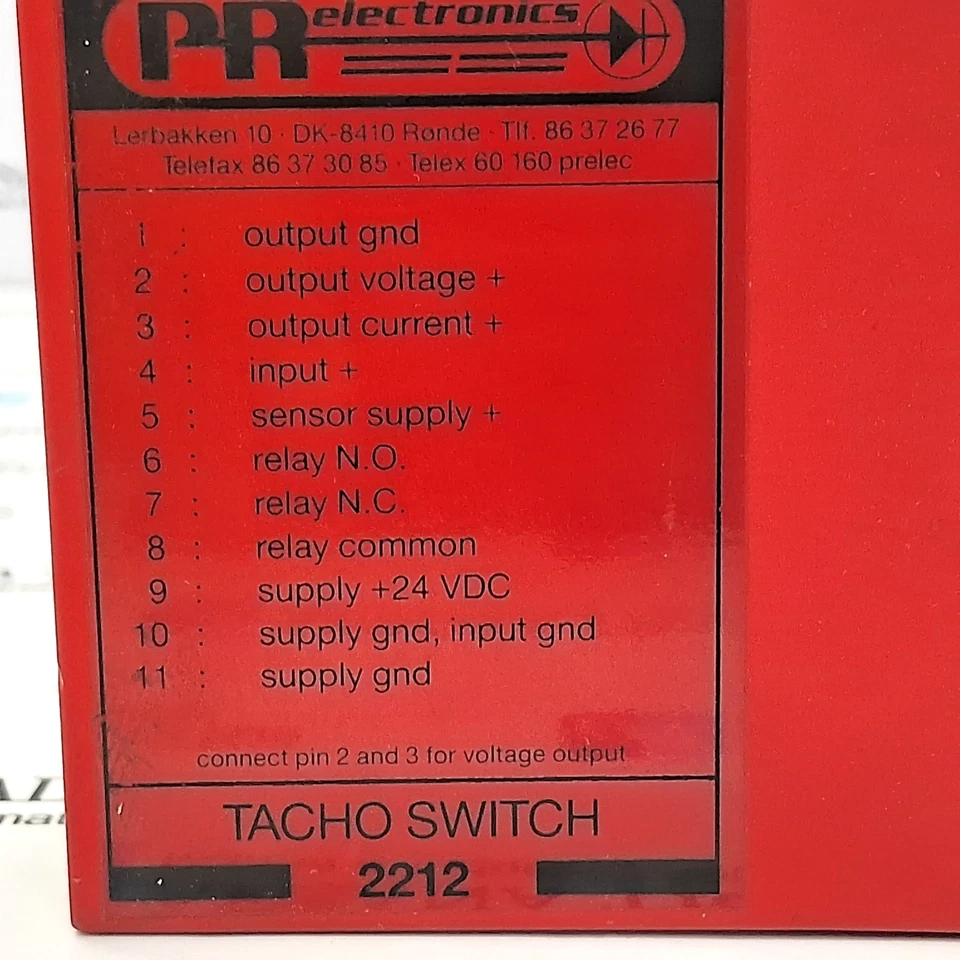 PR electronics
Lerbakken 10 · DK-8410 Rønde · Tlf. 86 37 26 77
Telefax 86 37 30 85 · Telex 60 160 prelec
1 : output gnd
2 : output voltage +
3 : output current +
4 : input +
5 : sensor supply +
6 : relay N.O.
7 : relay N.C.
8 : relay common
9 : supply +24 VDC
10 : supply gnd, input gnd
11 : supply gnd
connect pin 2 and 3 for voltage output
TACHO SWITCH
2212